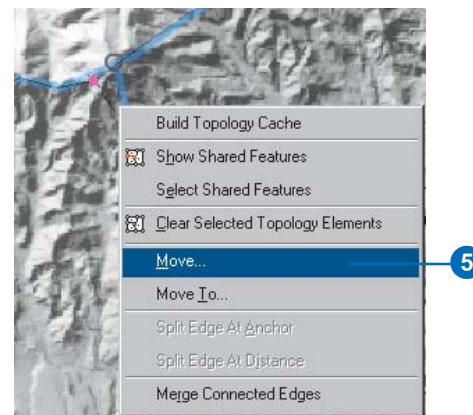 Build Topology Cache
Show Shared Features
Select Shared Features
Clear Selected Topology Elements
Move...
5
Move To...
Split Edge At Anchor
Split Edge At Distance
Merge Connected Edges